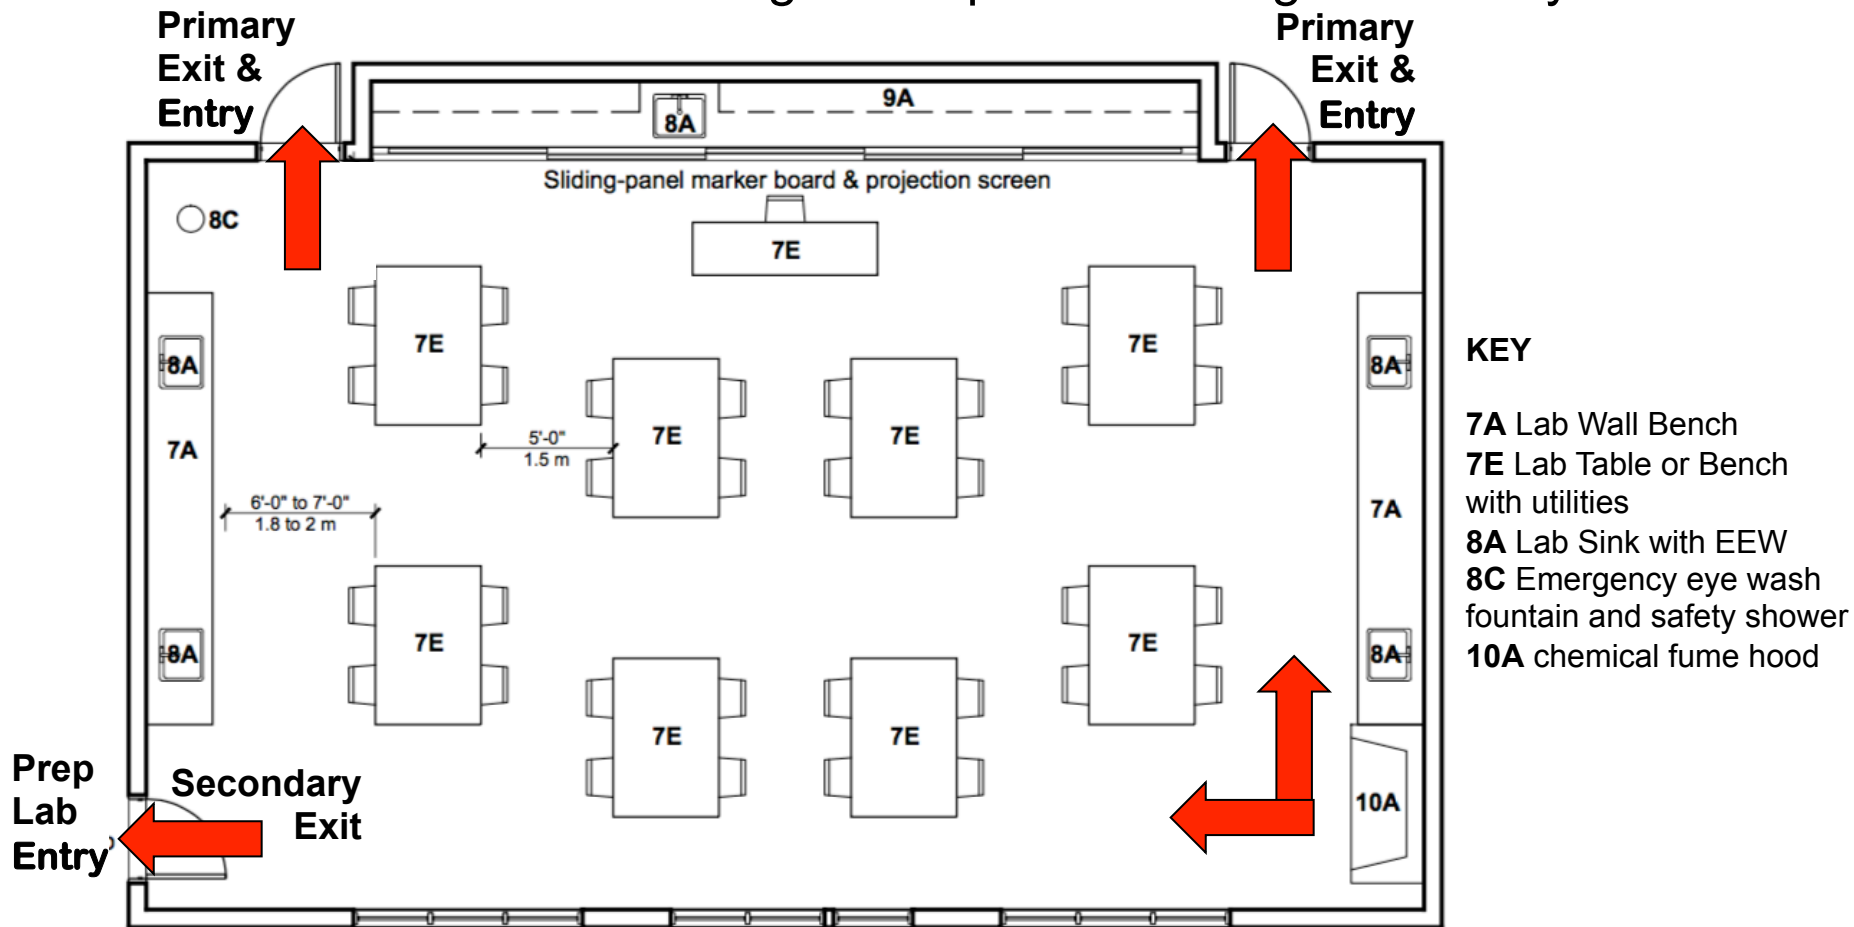 Primary
Exit &
Entry
Primary
Exit &
Entry
9A
8A
Sliding-panel marker board & projection screen
8C
7E
7E
7E
8A
8A
7E
7E
7A
5'-0"
1.5 m
6'-0" to 7'-0"
1.8 to 2 m
7A
7E
7E
8A
8A
7E
7E
10A
Prep
Lab
Entry
Secondary
Exit
KEY
7A Lab Wall Bench
7E Lab Table or Bench
with utilities
8A Lab Sink with EEW
8C Emergency eye wash
fountain and safety shower
10A chemical fume hood